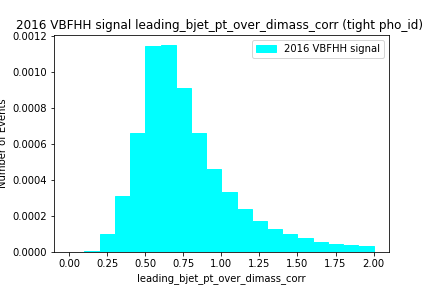 2016 VBFHH signal leading_bjet_pt_over_dimass_corr (tight pho_id)
2016 VBFHH signal
Number of Events
0.0012
0.0010
0.0008
0.0006
0.0004
0.0002
0.0000
0.00 0.25 0.50 0.75 1.00 1.25 1.50 1.75 2.00
leading_bjet_pt_over_dimass_corr